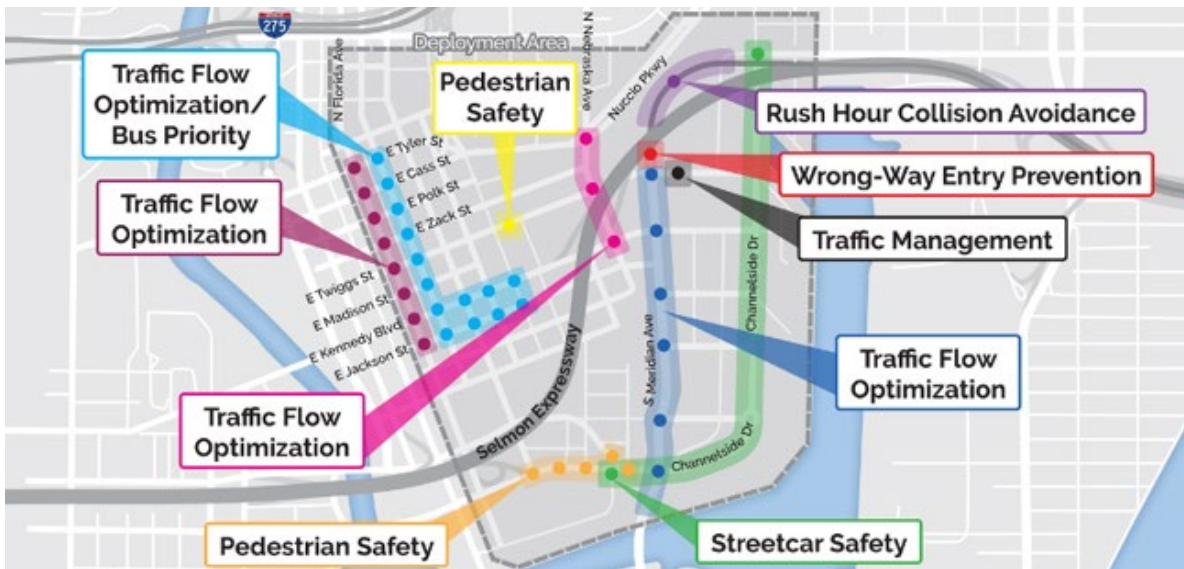 275
Deployment Area
N Florida Ave
N Nebraska Ave
Nuccio Pkwy
Traffic Flow
Optimization/
Bus Priority
Pedestrian
Safety
Rush Hour Collision Avoidance
E Tyler St
E Cass St
E Polk St
E Zack St
Wrong-Way Entry Prevention
Traffic Flow
Optimization
Traffic Management
E Twiggs St
E Madison St
E Kennedy Blvd
E Jackson St
Channelside Dr
Selmon Expressway
S Meridian Ave
Traffic Flow
Optimization
Traffic Flow
Optimization
Channelside Dr
Pedestrian Safety
Streetcar Safety